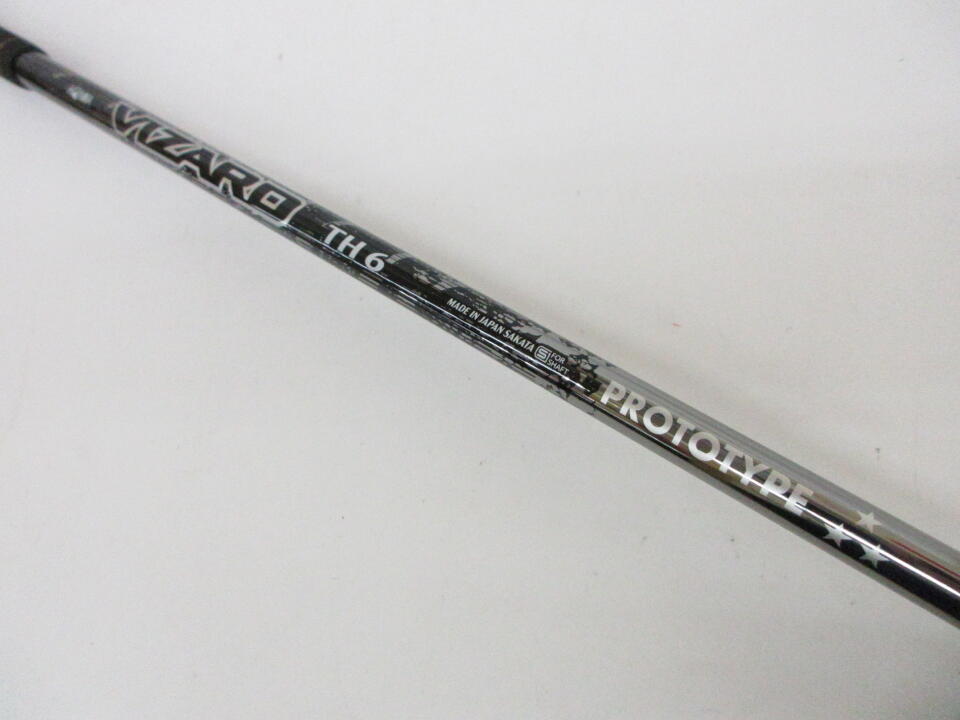 VIZARD
TH 6
MADE IN JAPAN SAKATA
S FOR
SHAFT
PROTOTYPE